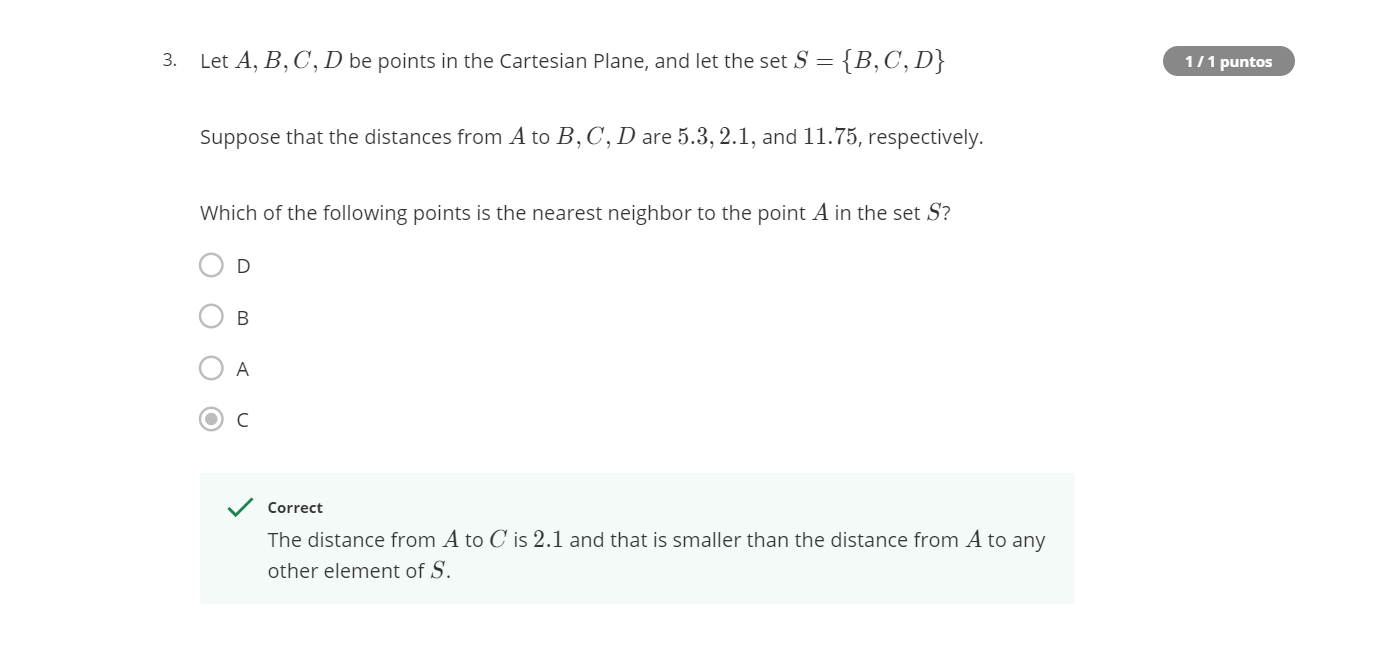 3. Let A, B, C, D be points in the Cartesian Plane, and let the set S = {B, C, D}
1 / 1 puntos
Suppose that the distances from A to B, C, D are 5.3, 2.1, and 11.75, respectively.
Which of the following points is the nearest neighbor to the point A in the set S?
D
B
A
C
Correct
The distance from A to C is 2.1 and that is smaller than the distance from A to any
other element of S.